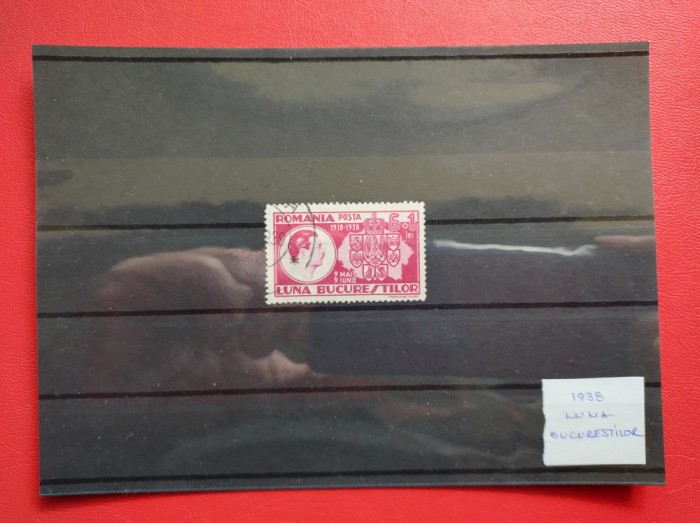 ROMANIA POSTA 6+1
1918-1938 lei
9 MAI
9 IUNIE
LUNA BUCUREȘTILOR
1938
LUNA
BUCURESTILOR